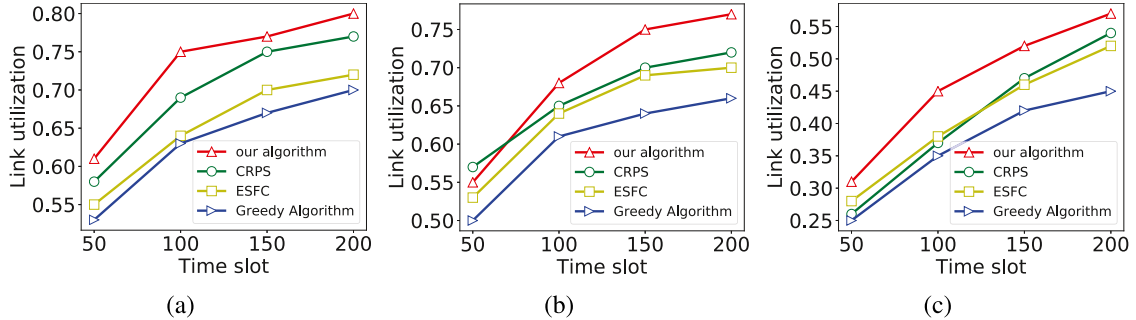 0.80
0.75
0.70
0.65
0.60
0.55
Link utilization
our algorithm
CRPS
ESFC
Greedy Algorithm
50 100 150 200
Time slot
(a)
0.75
0.70
0.65
0.60
0.55
0.50
Link utilization
our algorithm
CRPS
ESFC
Greedy Algorithm
50 100 150 200
Time slot
(b)
0.55
0.50
0.45
0.40
0.35
0.30
0.25
Link utilization
our algorithm
CRPS
ESFC
Greedy Algorithm
50 100 150 200
Time slot
(c)